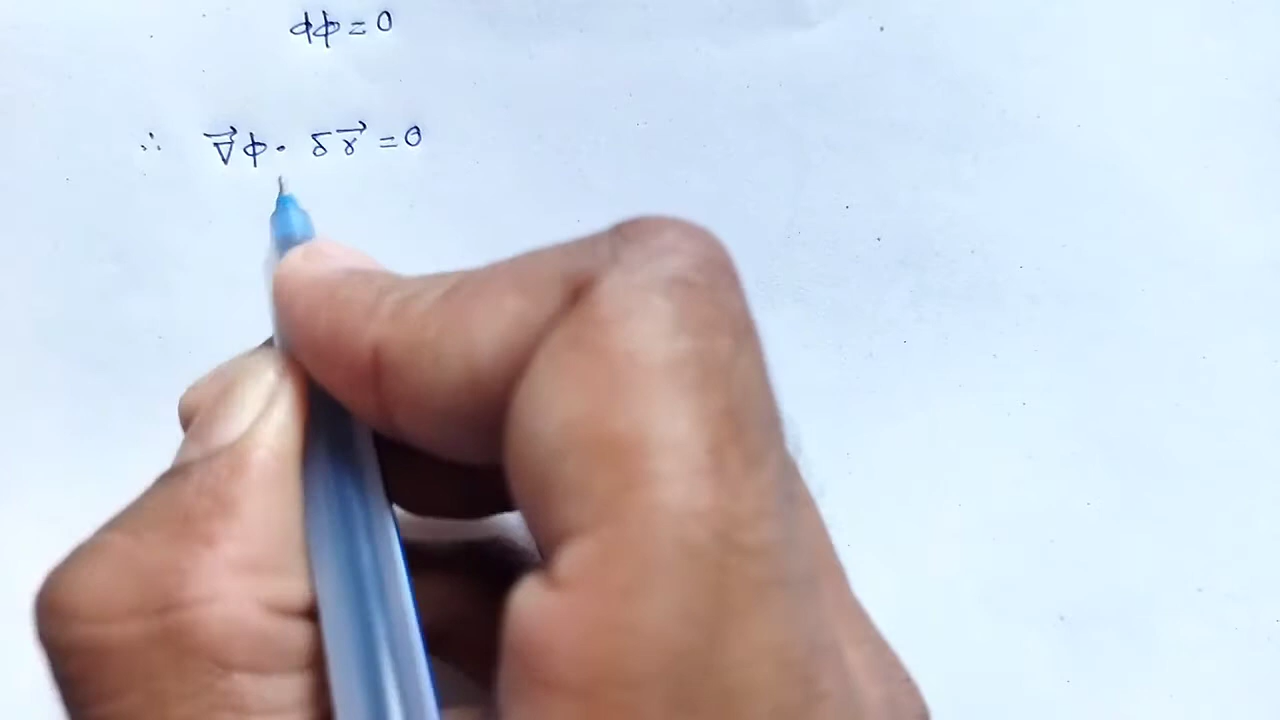 dϕ = 0
∴ ∇⃗ϕ · δr⃗ = 0